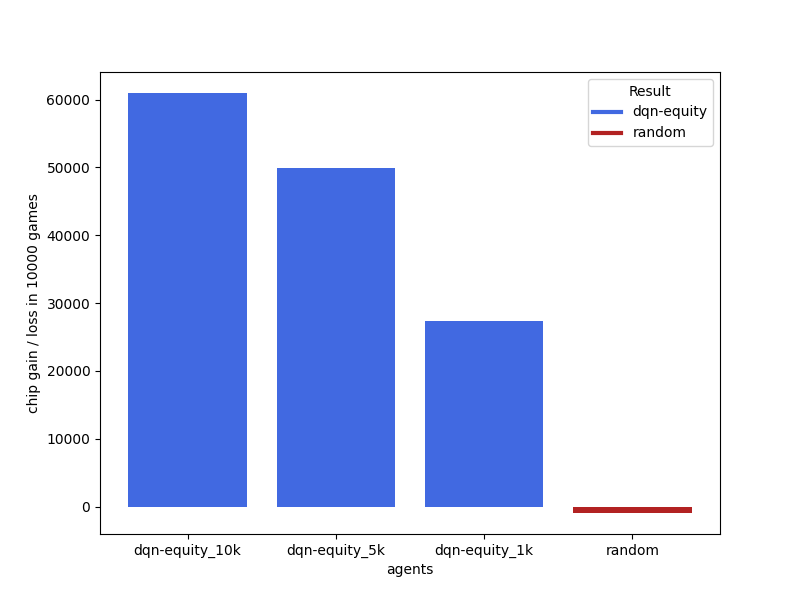 Result
dqn-equity
random
60000
50000
40000
30000
20000
10000
0
chip gain / loss in 10000 games
dqn-equity_10k
dqn-equity_5k
dqn-equity_1k
random
agents